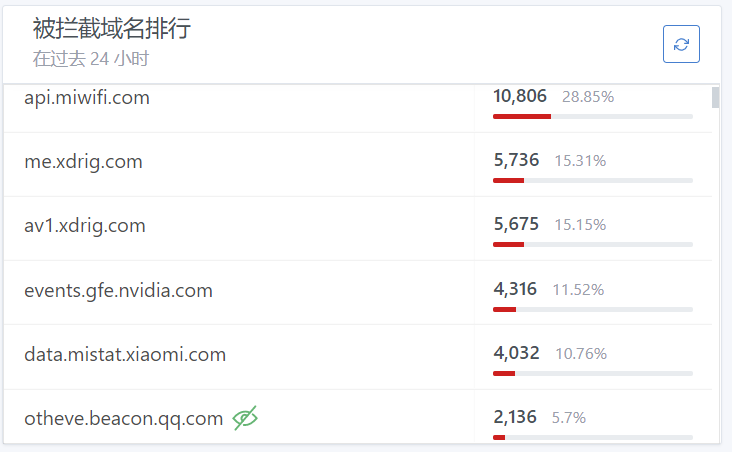 被拦截域名排行
在过去 24 小时
api.miwifi.com 10,806 28.85%
me.xdrig.com 5,736 15.31%
av1.xdrig.com 5,675 15.15%
events.gfe.nvidia.com 4,316 11.52%
data.mistat.xiaomi.com 4,032 10.76%
otheve.beacon.qq.com 2,136 5.7%